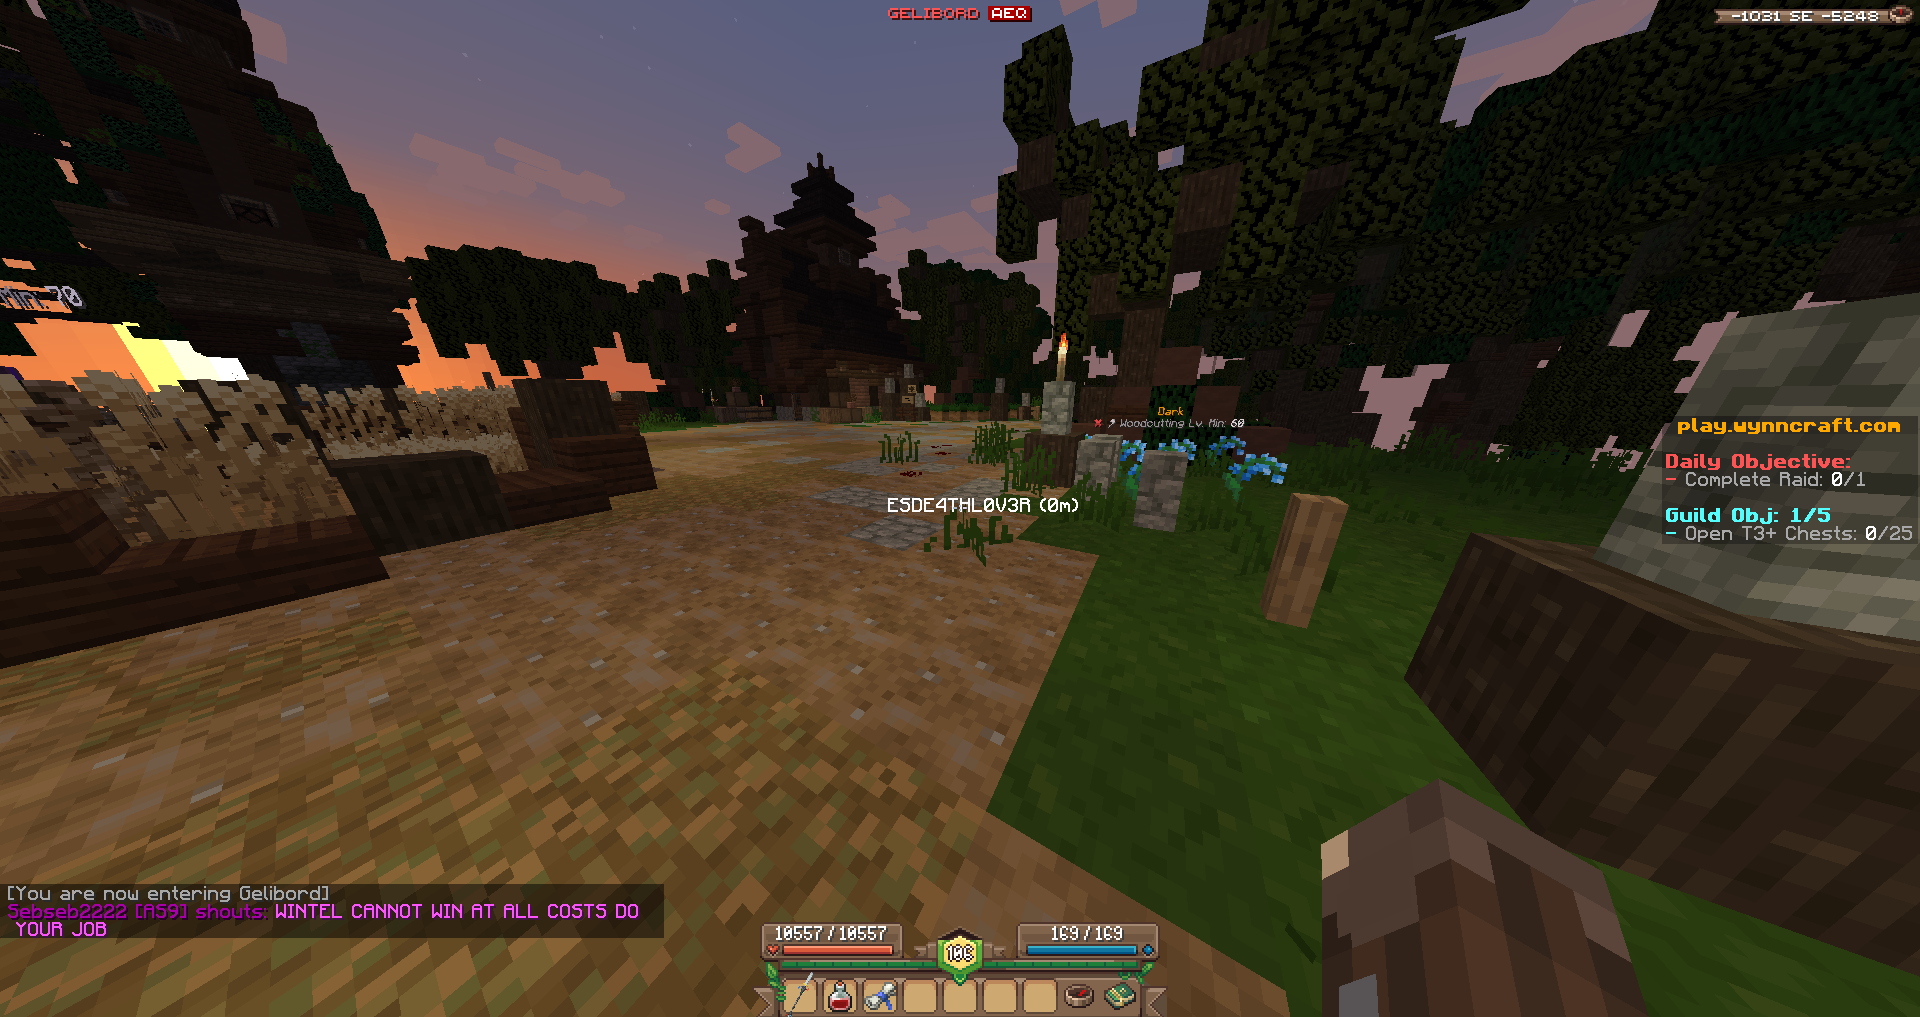 GELIBORD AEQ
-1031 SE -5248
Min: 70
Dark
Woodcutting Lv. Min: 60
play.wynncraft.com
Daily Objective:
- Complete Raid: 0/1
Guild Obj: 1/5
- Open T3+ Chests: 0/25
ESDE4THL0V3R (0m)
[You are now entering Gelibord]
Sebseb2222 [AS9] shouts: WINTEL CANNOT WIN AT ALL COSTS DO
YOUR JOB
10557/10557
106
169/169